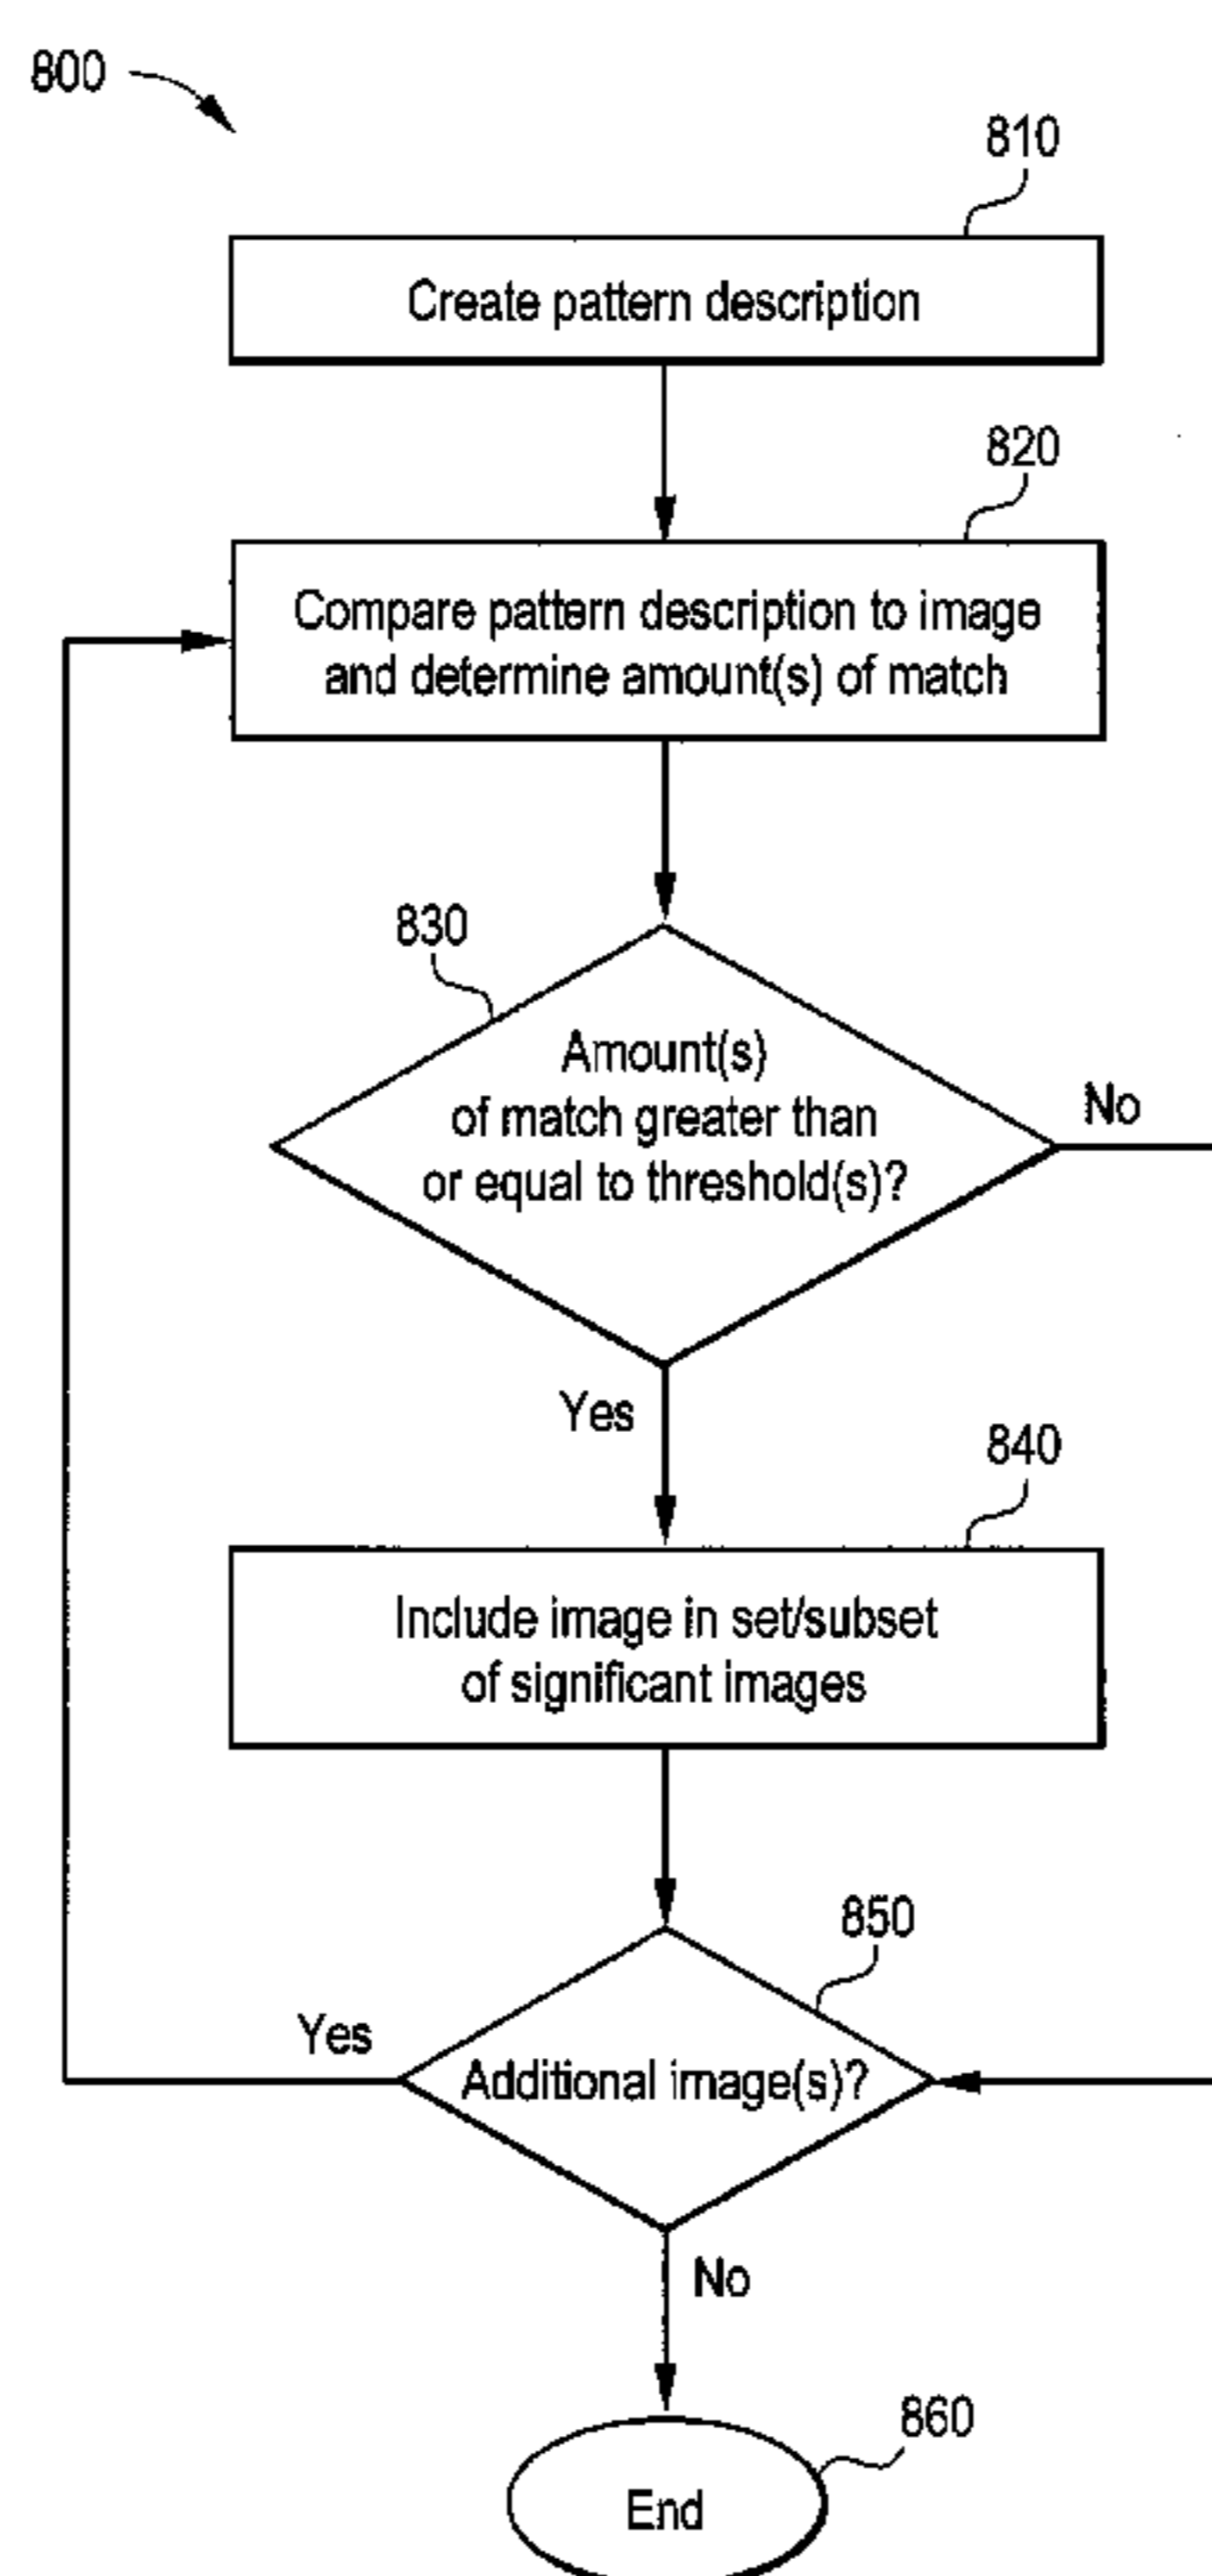 800
810
Create pattern description
820
Compare pattern description to image
and determine amount(s) of match
830
Amount(s)
of match greater than
or equal to threshold(s)?
No
Yes
840
Include image in set/subset
of significant images
850
Yes
Additional image(s)?
No
860
End